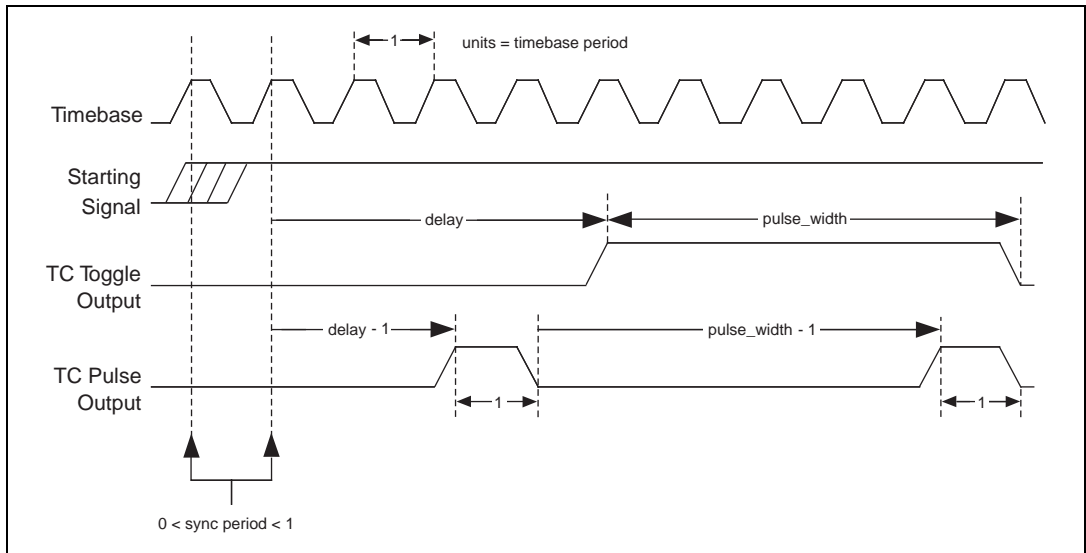 1
units = timebase period
Timebase
Starting
Signal
delay
pulse_width
TC Toggle
Output
delay - 1
pulse_width - 1
TC Pulse
Output
1
1
0 < sync period < 1